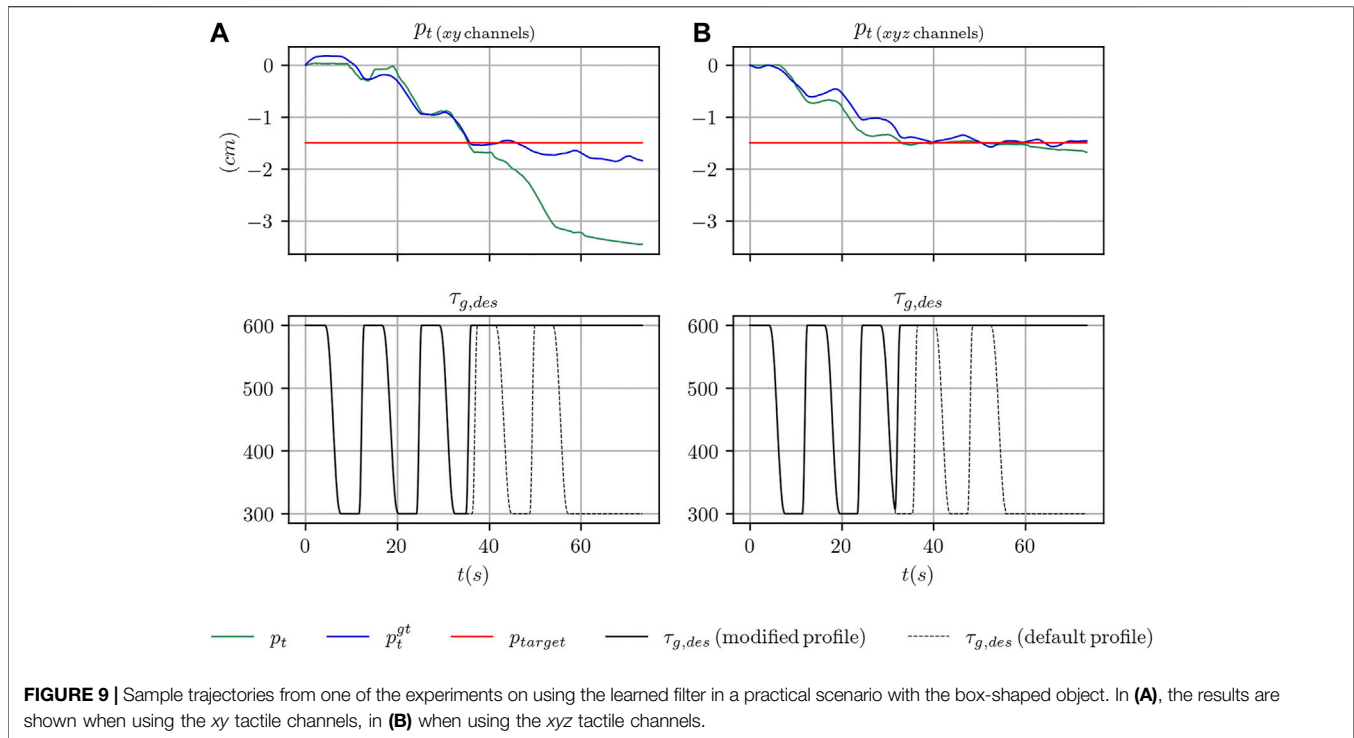 A
p_t (xy channels)
0
−1
−2
−3
(cm)
B
p_t (xyz channels)
0
−1
−2
−3
τ_g,des
600
500
400
300
0 20 40 60
t(s)
τ_g,des
600
500
400
300
0 20 40 60
t(s)
p_t p_t^gt p_target τ_g,des (modified profile) τ_g,des (default profile)
FIGURE 9 | Sample trajectories from one of the experiments on using the learned filter in a practical scenario with the box-shaped object. In (A), the results are
shown when using the xy tactile channels, in (B) when using the xyz tactile channels.